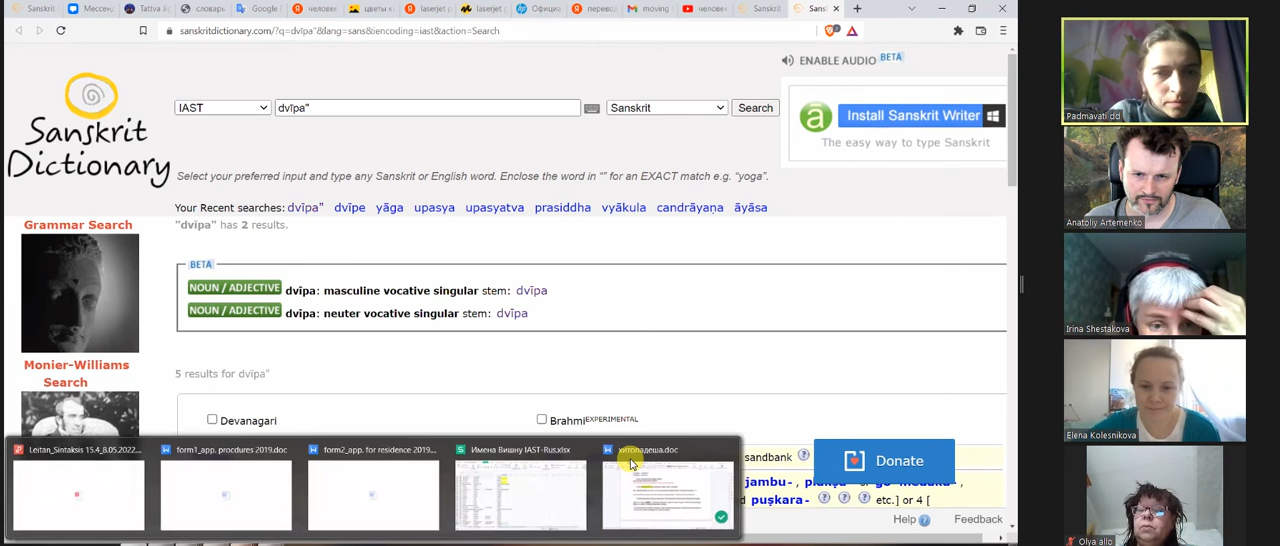 Sanskrit
Мессенд
Tattva Jiç
словарь
Google
человек
цветы к
laserjet p
laserjet
Официа
перево
moving
человек
Sanskrit
Sans
sanskritdictionary.com/?q=dvīpa"&lang=sans&iencoding=iast&action=Search
ENABLE AUDIO BETA
IAST dvīpa" Sanskrit Search
Install Sanskrit Writer
The easy way to type Sanskrit
Sanskrit
Dictionary
Select your preferred input and type any Sanskrit or English word. Enclose the word in “” for an EXACT match e.g. “yoga”.
Your Recent searches: dvīpa" dvīpe yāga upasya upasyatva prasiddha vyākula candrāyaṇa āyāsa
Grammar Search
"dvīpa" has 2 results.
BETA
NOUN / ADJECTIVE dvīpa: masculine vocative singular stem: dvīpa
NOUN / ADJECTIVE dvīpa: neuter vocative singular stem: dvīpa
Monier-Williams
Search
5 results for dvīpa"
Devanagari Brahmi EXPERIMENTAL
Leitan_Sintaksis 15.4_8.05.2022...
form1_app. procdures 2019.doc
form2_app. for residence 2019...
Имена Вишну IAST-Rus.xlsx
хитопадеша.doc
sandbank
jambu-
puṣkara- etc.] or 4 [
Donate
Help Feedback
Padmavati dd
Anatoliy Artemenko
Irina Shestakova
Elena Kolesnikova
Olya allo